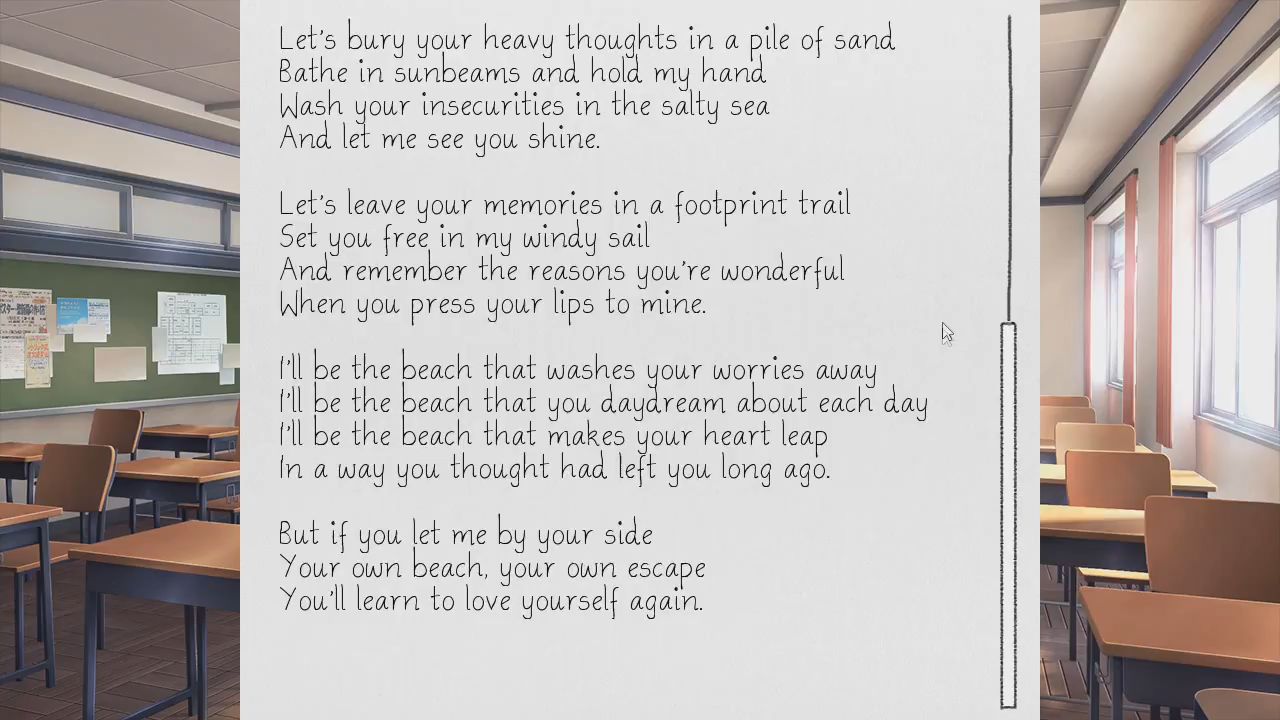 Let's bury your heavy thoughts in a pile of sand
Bathe in sunbeams and hold my hand
Wash your insecurities in the salty sea
And let me see you shine.
Let's leave your memories in a footprint trail
Set you free in my windy sail
And remember the reasons you're wonderful
When you press your lips to mine.
I'll be the beach that washes your worries away
I'll be the beach that you daydream about each day
I'll be the beach that makes your heart leap
In a way you thought had left you long ago.
But if you let me by your side
Your own beach, your own escape
You'll learn to love yourself again.